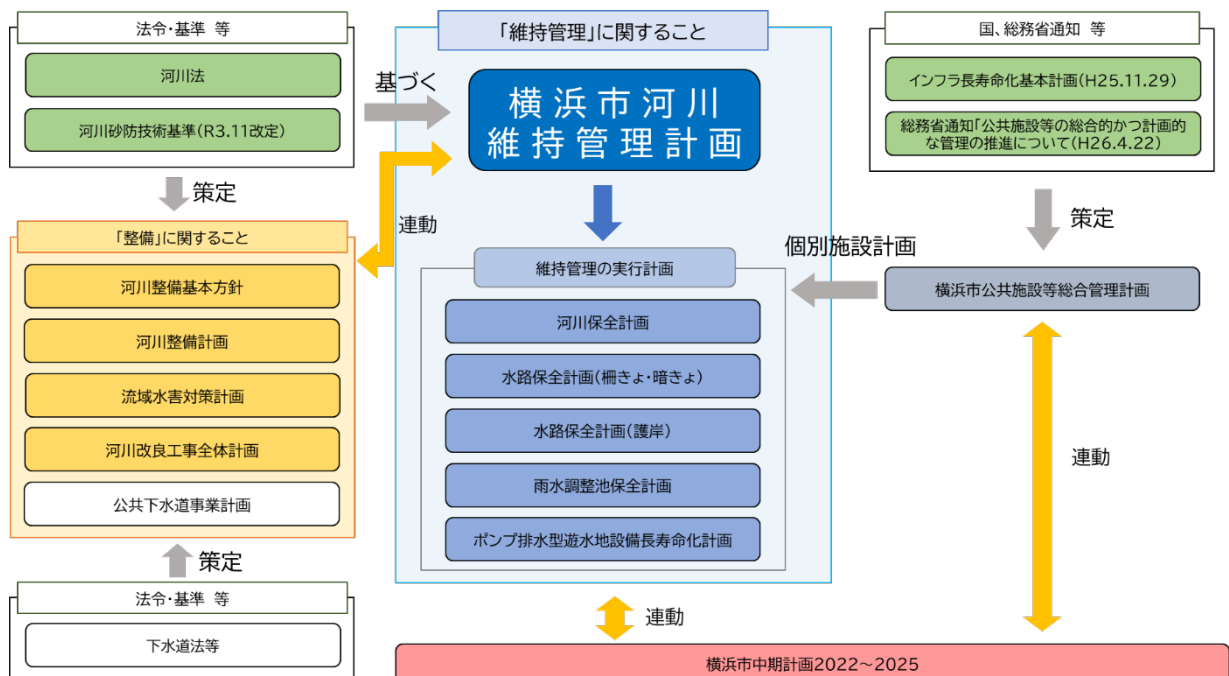 法令・基準 等
河川法
河川砂防技術基準(R3.11改定)
策定
「整備」に関すること
河川整備基本方針
河川整備計画
流域水害対策計画
河川改良工事全体計画
公共下水道事業計画
策定
法令・基準 等
下水道法等
基づく
連動
「維持管理」に関すること
横浜市河川
維持管理計画
維持管理の実行計画
河川保全計画
水路保全計画(柵きょ・暗きょ)
水路保全計画(護岸)
雨水調整池保全計画
ポンプ排水型遊水地設備長寿命化計画
連動
個別施設計画
国、総務省通知 等
インフラ長寿命化基本計画(H25.11.29)
総務省通知「公共施設等の総合的かつ計画的
な管理の推進について(H26.4.22)
策定
横浜市公共施設等総合管理計画
連動
横浜市中期計画2022～2025